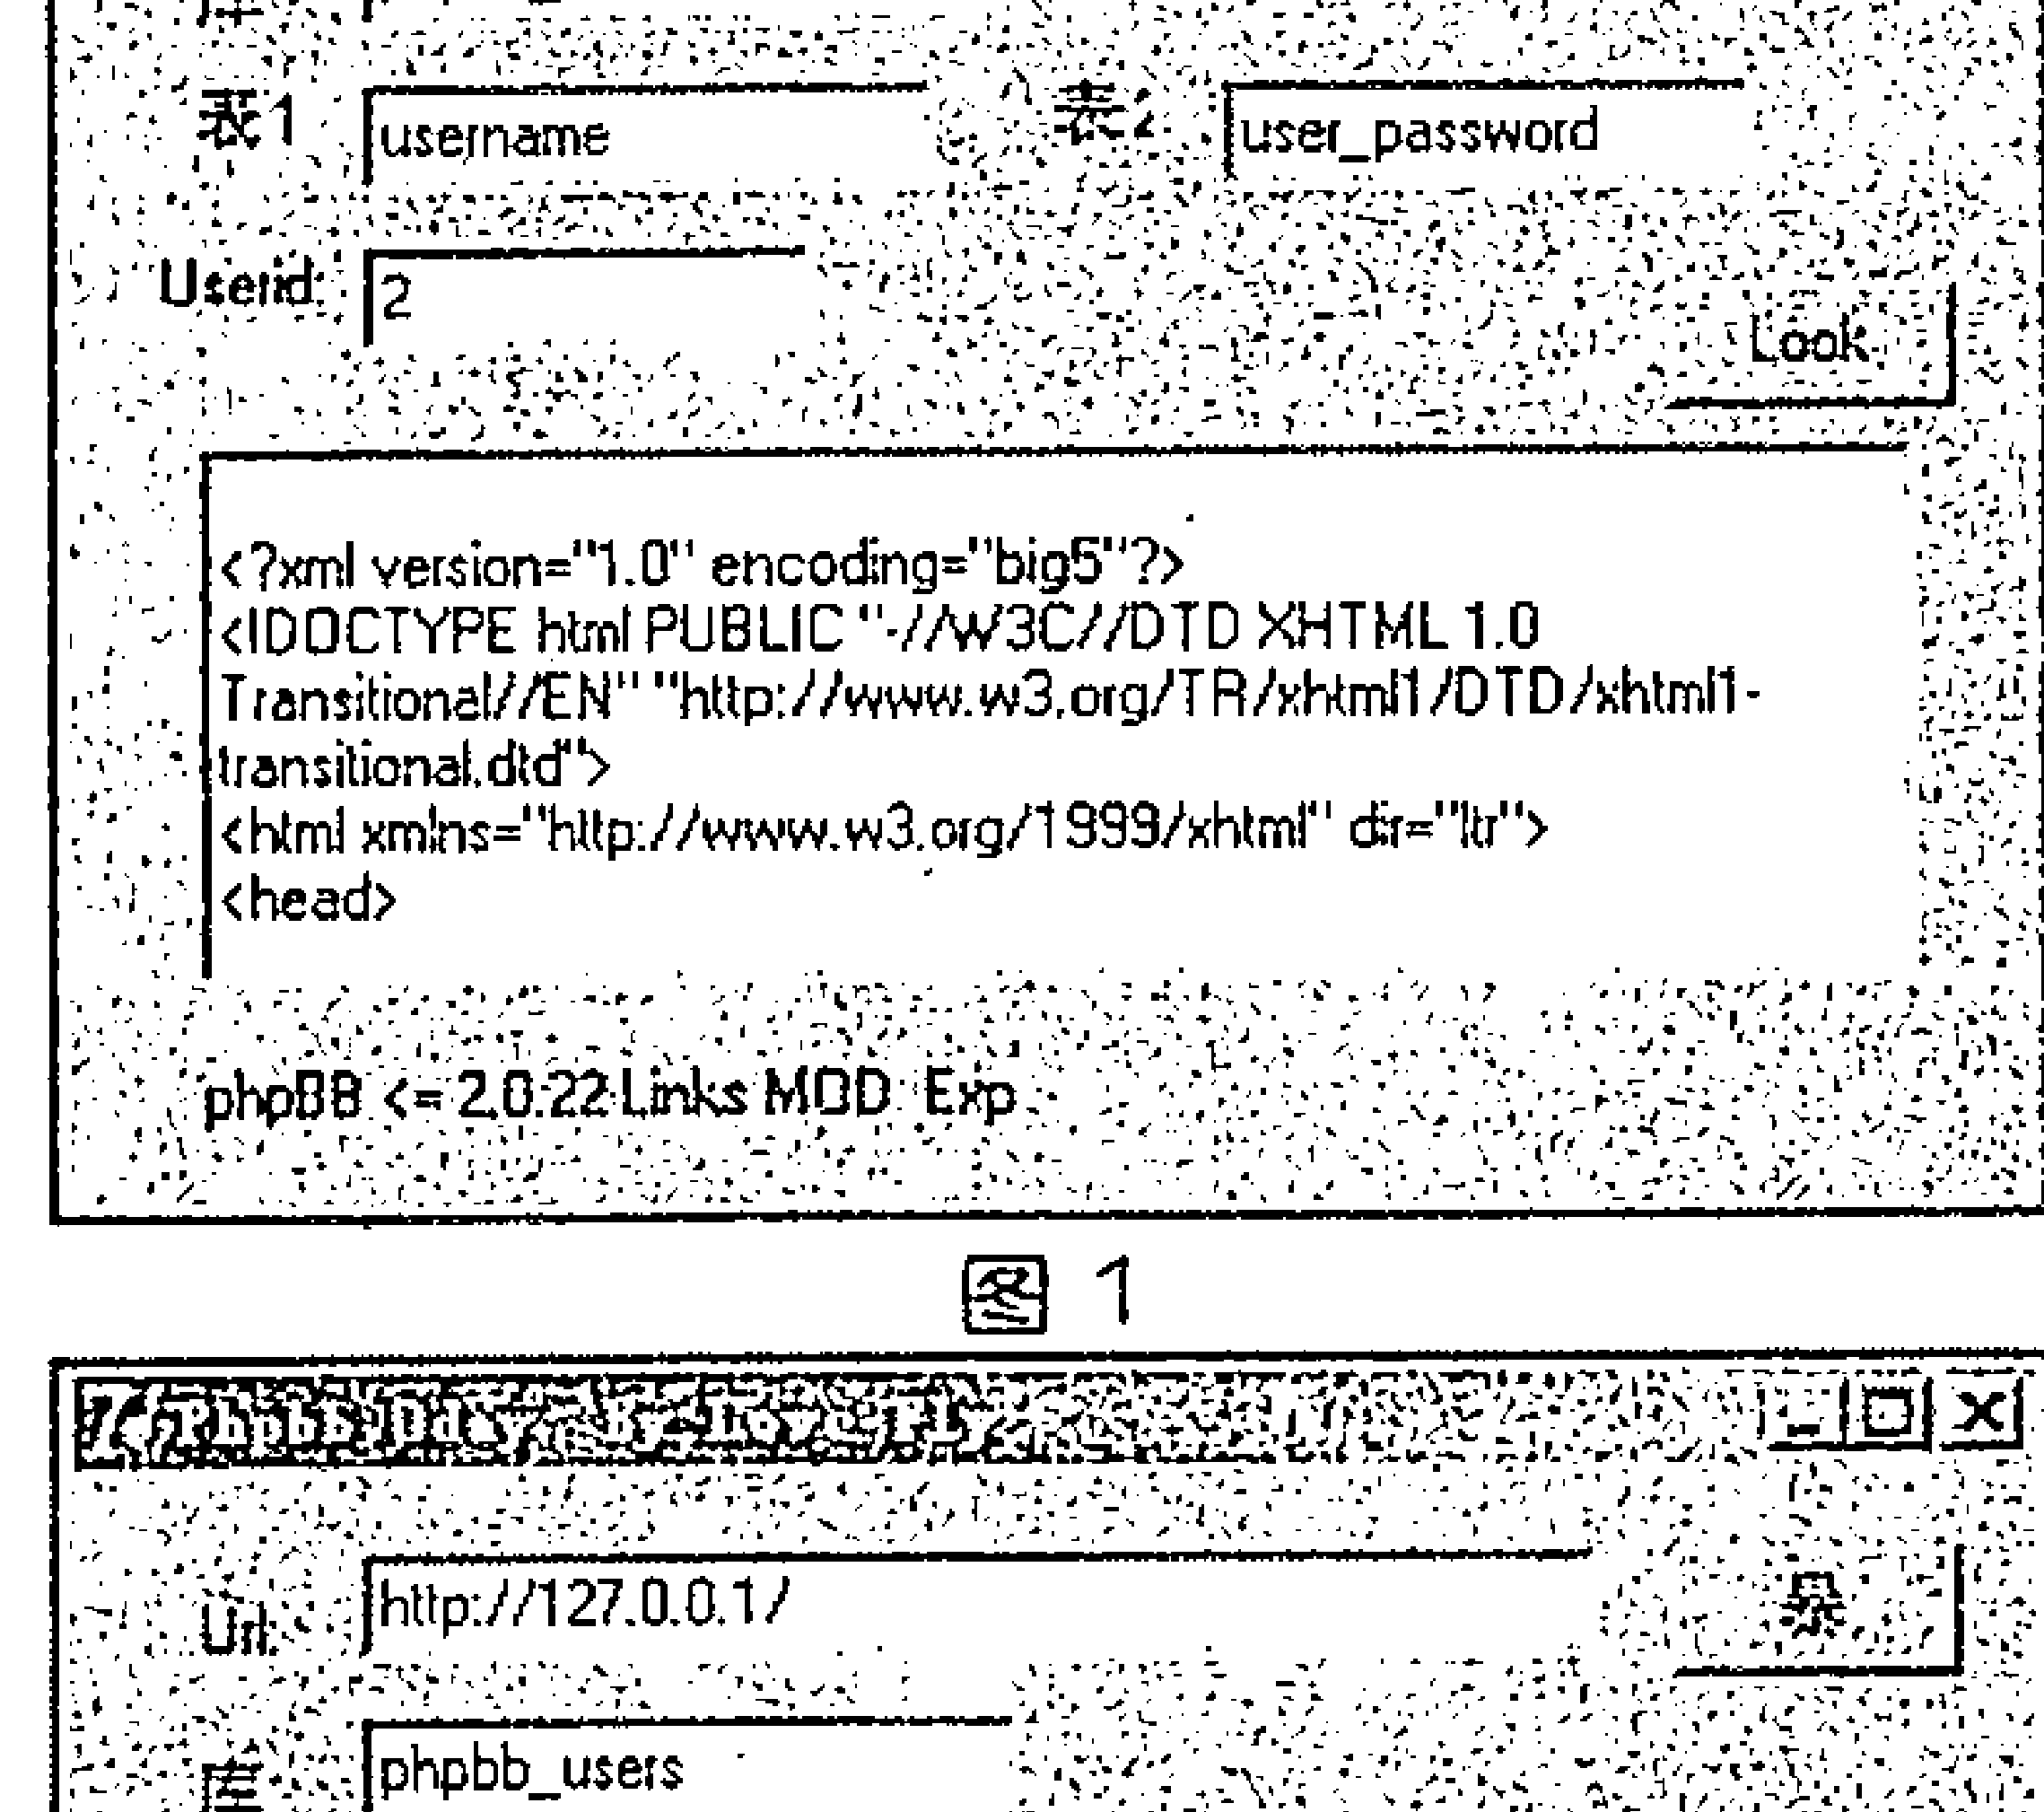 库
表1 username 表2 user_password
Userid: 2
Look
<?xml version="1.0" encoding="big5"?>
<!DOCTYPE html PUBLIC "-//W3C//DTD XHTML 1.0
Transitional//EN" "http://www.w3.org/TR/xhtml1/DTD/xhtml1-
transitional.dtd">
<html xmlns="http://www.w3.org/1999/xhtml" dir="ltr">
<head>
phpBB <= 2.0.22 Links MOD Exp
图 1
Url: http://127.0.0.1/ 暴
库 phpbb_users